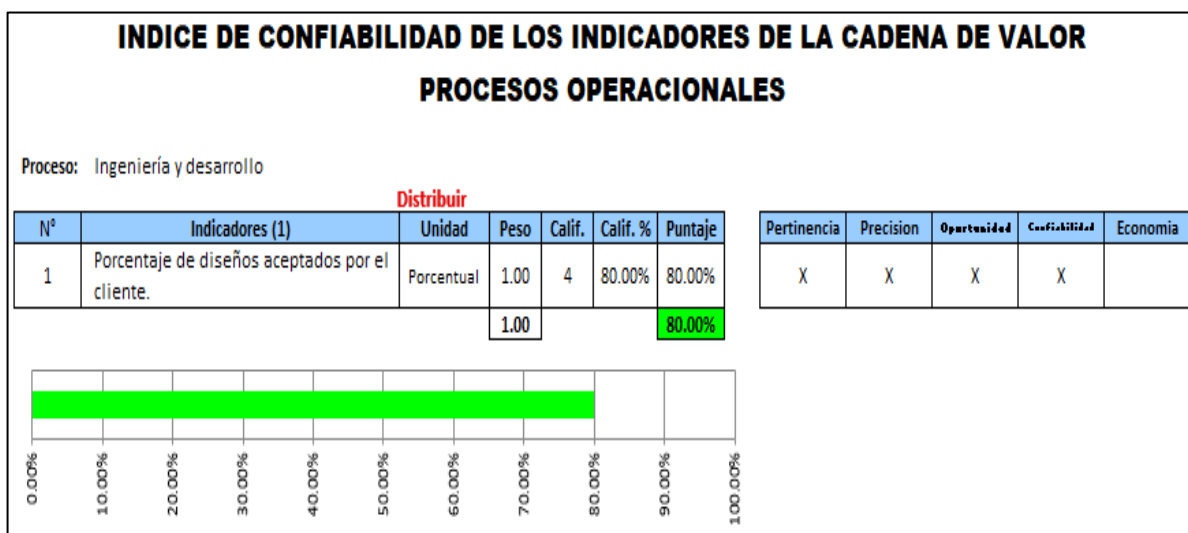 INDICE DE CONFIABILIDAD DE LOS INDICADORES DE LA CADENA DE VALOR
PROCESOS OPERACIONALES
Proceso: Ingeniería y desarrollo
Distribuir
N° Indicadores (1) Unidad Peso Calif. Calif. % Puntaje Pertinencia Precision Oportunidad Confiabilidad Economia
1 Porcentaje de diseños aceptados por el cliente. Porcentual 1.00 4 80.00% 80.00% X X X X
1.00 80.00%
0.00% 10.00% 20.00% 30.00% 40.00% 50.00% 60.00% 70.00% 80.00% 90.00% 100.00%